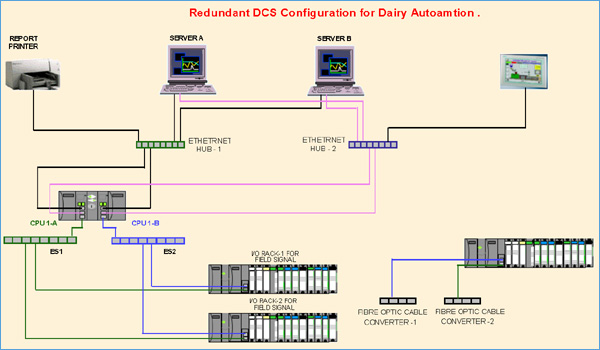 Redundant DCS Configuration for Dairy Autoamtion .
REPORT
PRINTER
SERVER A
SERVER B
ETHETRNET
HUB - 1
ETHETRNET
HUB - 2
CPU 1-A
CPU 1-B
ES1
ES2
I/O RACK-1 FOR
FIELD SIGNAL
I/O RACK-2 FOR
FIELD SIGNAL
FIBRE OPTIC CABLE
CONVERTER -1
FIBRE OPTIC CABLE
CONVERTER -2